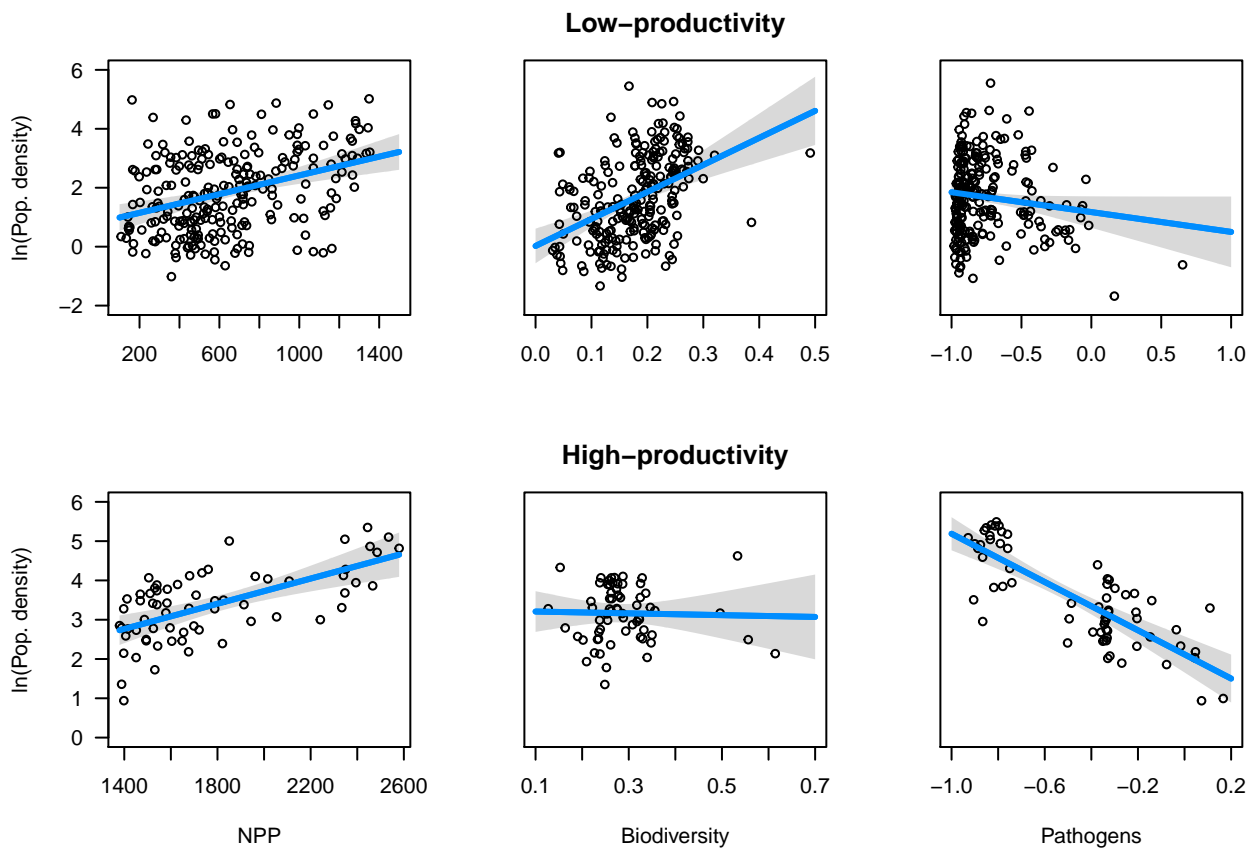 Low−productivity
ln(Pop. density)
6
4
2
0
−2
200 600 1000 1400
0.0 0.1 0.2 0.3 0.4 0.5
−1.0 −0.5 0.0 0.5 1.0
High−productivity
ln(Pop. density)
6
5
4
3
2
1
0
1400 1800 2200 2600
0.1 0.3 0.5 0.7
−1.0 −0.6 −0.2 0.2
NPP
Biodiversity
Pathogens